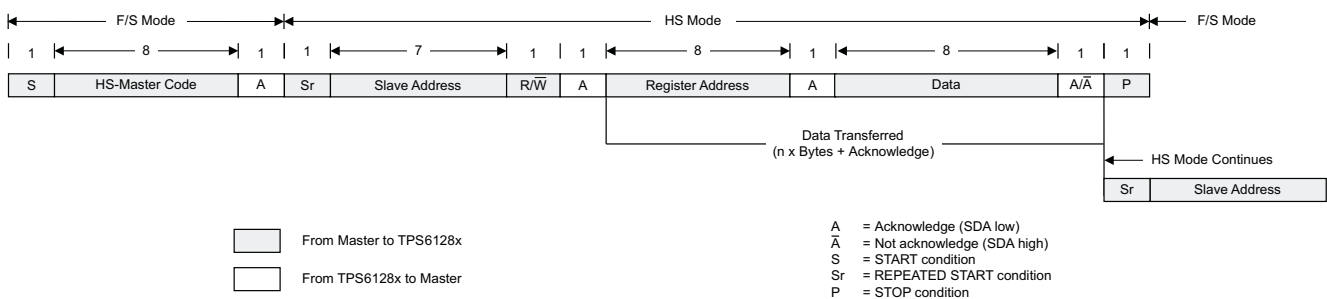 F/S Mode HS Mode F/S Mode
1 8 1 1 7 1 1 8 1 8 1 1
S HS-Master Code A Sr Slave Address R/W̅ A Register Address A Data A/A̅ P
Data Transferred
(n x Bytes + Acknowledge)
HS Mode Continues
Sr Slave Address
From Master to TPS6128x
From TPS6128x to Master
A = Acknowledge (SDA low)
A̅ = Not acknowledge (SDA high)
S = START condition
Sr = REPEATED START condition
P = STOP condition